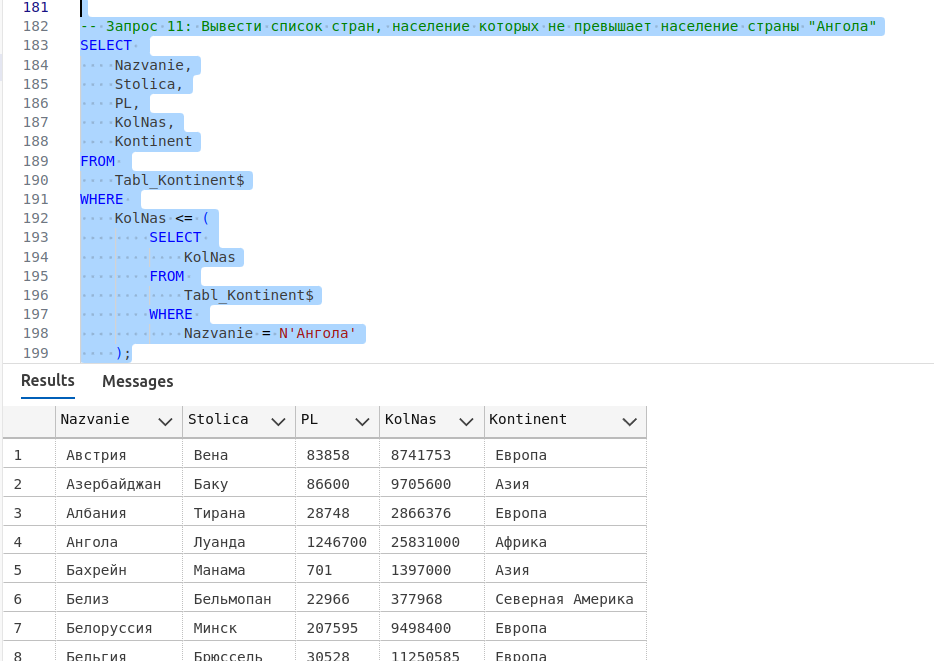 181
182 -- Запрос 11: Вывести список стран, население которых не превышает население страны "Ангола"
183 SELECT
184 Nazvanie,
185 Stolica,
186 PL,
187 KolNas,
188 Kontinent
189 FROM
190 Tabl_Kontinent$
191 WHERE
192 KolNas <= (
193 SELECT
194 KolNas
195 FROM
196 Tabl_Kontinent$
197 WHERE
198 Nazvanie = N'Ангола'
199 );
Results Messages
Nazvanie Stolica PL KolNas Kontinent
1 Австрия Вена 83858 8741753 Европа
2 Азербайджан Баку 86600 9705600 Азия
3 Албания Тирана 28748 2866376 Европа
4 Ангола Луанда 1246700 25831000 Африка
5 Бахрейн Манама 701 1397000 Азия
6 Белиз Бельмопан 22966 377968 Северная Америка
7 Белоруссия Минск 207595 9498400 Европа
8 Бельгия Брюссель 30528 11250585 Европа